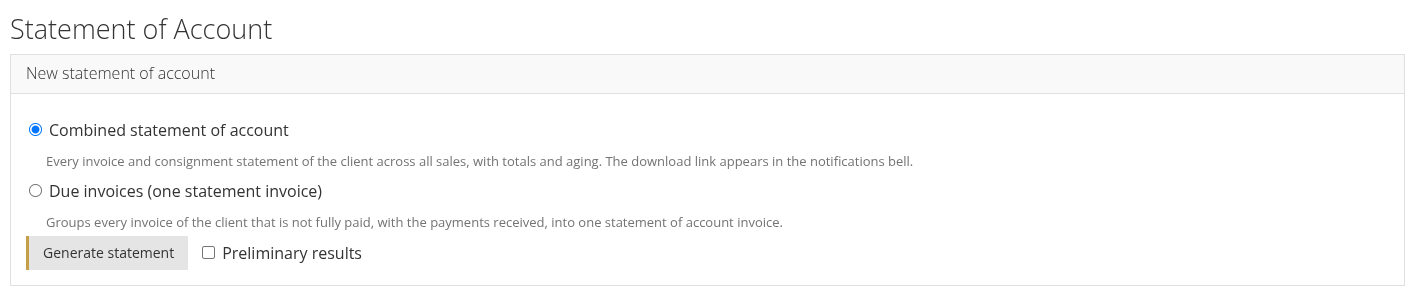 Statement of Account
New statement of account
Combined statement of account
Every invoice and consignment statement of the client across all sales, with totals and aging. The download link appears in the notifications bell.
Due invoices (one statement invoice)
Groups every invoice of the client that is not fully paid, with the payments received, into one statement of account invoice.
Generate statement Preliminary results